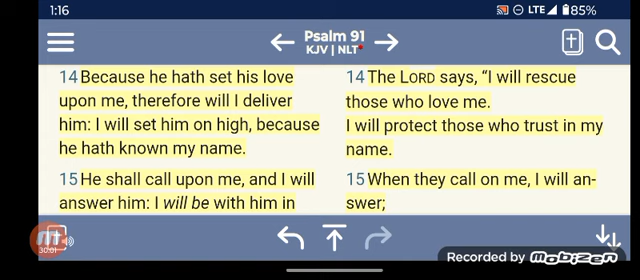 1:16
LTE 85%
Psalm 91
KJV | NLT
14 Because he hath set his love
upon me, therefore will I deliver
him: I will set him on high, because
he hath known my name.
15 He shall call upon me, and I will
answer him: I will be with him in
14 The LORD says, “I will rescue
those who love me.
I will protect those who trust in my
name.
15 When they call on me, I will an-
swer;
30:01
Recorded by Mobizen